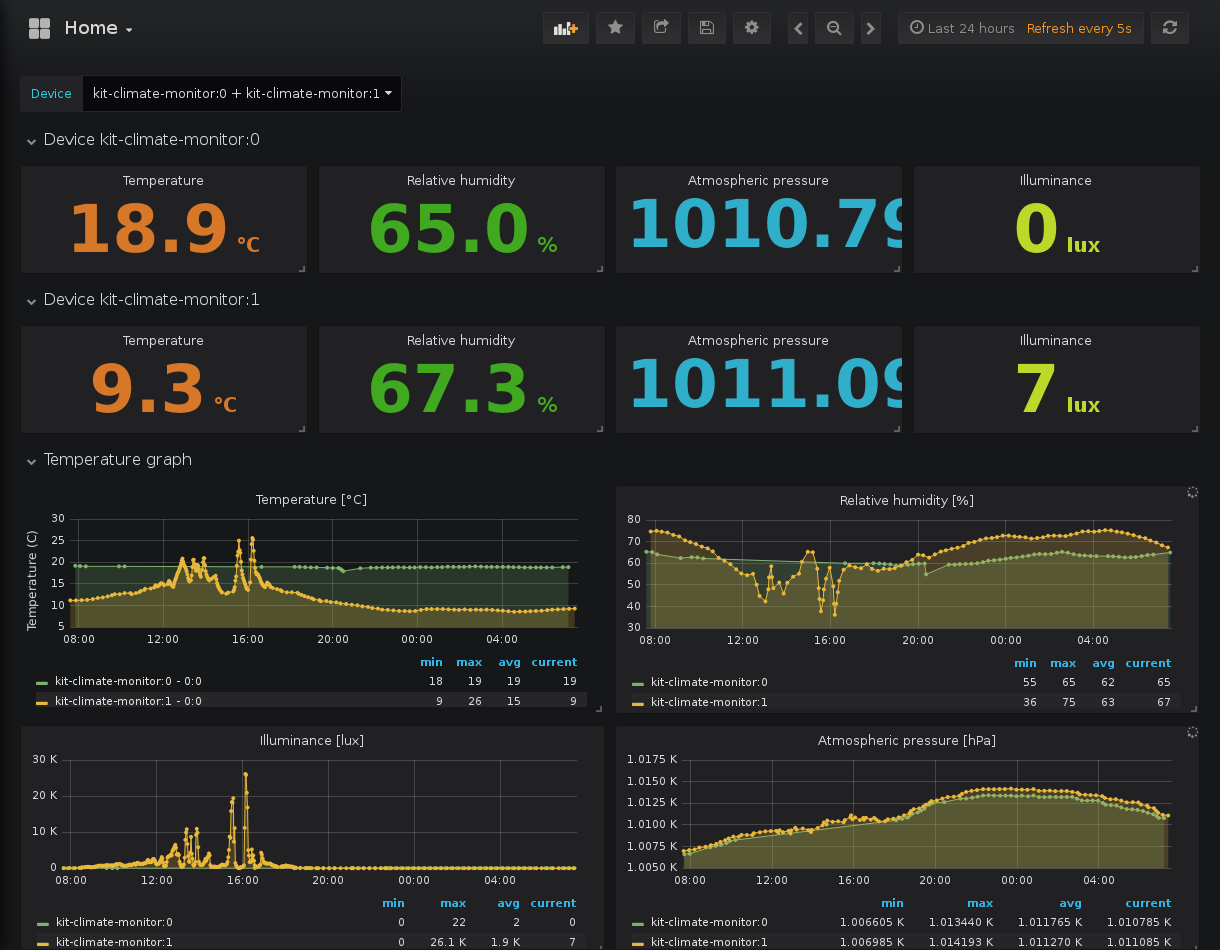 Home
Last 24 hours Refresh every 5s
Device kit-climate-monitor:0 + kit-climate-monitor:1
Device kit-climate-monitor:0
Temperature
18.9 °C
Relative humidity
65.0 %
Atmospheric pressure
1010.79
Illuminance
0 lux
Device kit-climate-monitor:1
Temperature
9.3 °C
Relative humidity
67.3 %
Atmospheric pressure
1011.09
Illuminance
7 lux
Temperature graph
Temperature [°C]
Temperature (C)
30
25
20
15
10
5
08:00 12:00 16:00 20:00 00:00 04:00
min max avg current
kit-climate-monitor:0 - 0:0 18 19 19 19
kit-climate-monitor:1 - 0:0 9 26 15 9
Relative humidity [%]
80
70
60
50
40
30
08:00 12:00 16:00 20:00 00:00 04:00
min max avg current
kit-climate-monitor:0 55 65 62 65
kit-climate-monitor:1 36 75 63 67
Illuminance [lux]
30 K
20 K
10 K
0
08:00 12:00 16:00 20:00 00:00 04:00
min max avg current
kit-climate-monitor:0 0 22 2 0
kit-climate-monitor:1 0 26.1 K 1.9 K 7
Atmospheric pressure [hPa]
1.0175 K
1.0150 K
1.0125 K
1.0100 K
1.0075 K
1.0050 K
08:00 12:00 16:00 20:00 00:00 04:00
min max avg current
kit-climate-monitor:0 1.006605 K 1.013440 K 1.011765 K 1.010785 K
kit-climate-monitor:1 1.006985 K 1.014193 K 1.011270 K 1.011085 K